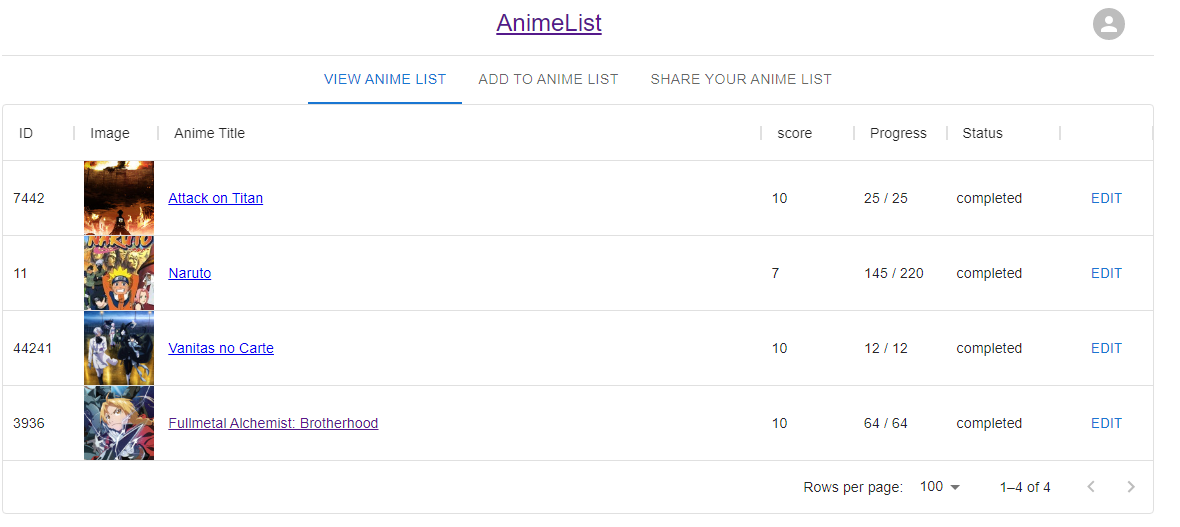 AnimeList
VIEW ANIME LIST ADD TO ANIME LIST SHARE YOUR ANIME LIST
ID Image Anime Title score Progress Status
7442 Attack on Titan 10 25 / 25 completed EDIT
NARUTO
11 Naruto 7 145 / 220 completed EDIT
44241 Vanitas no Carte 10 12 / 12 completed EDIT
3936 Fullmetal Alchemist: Brotherhood 10 64 / 64 completed EDIT
Rows per page: 100 1–4 of 4